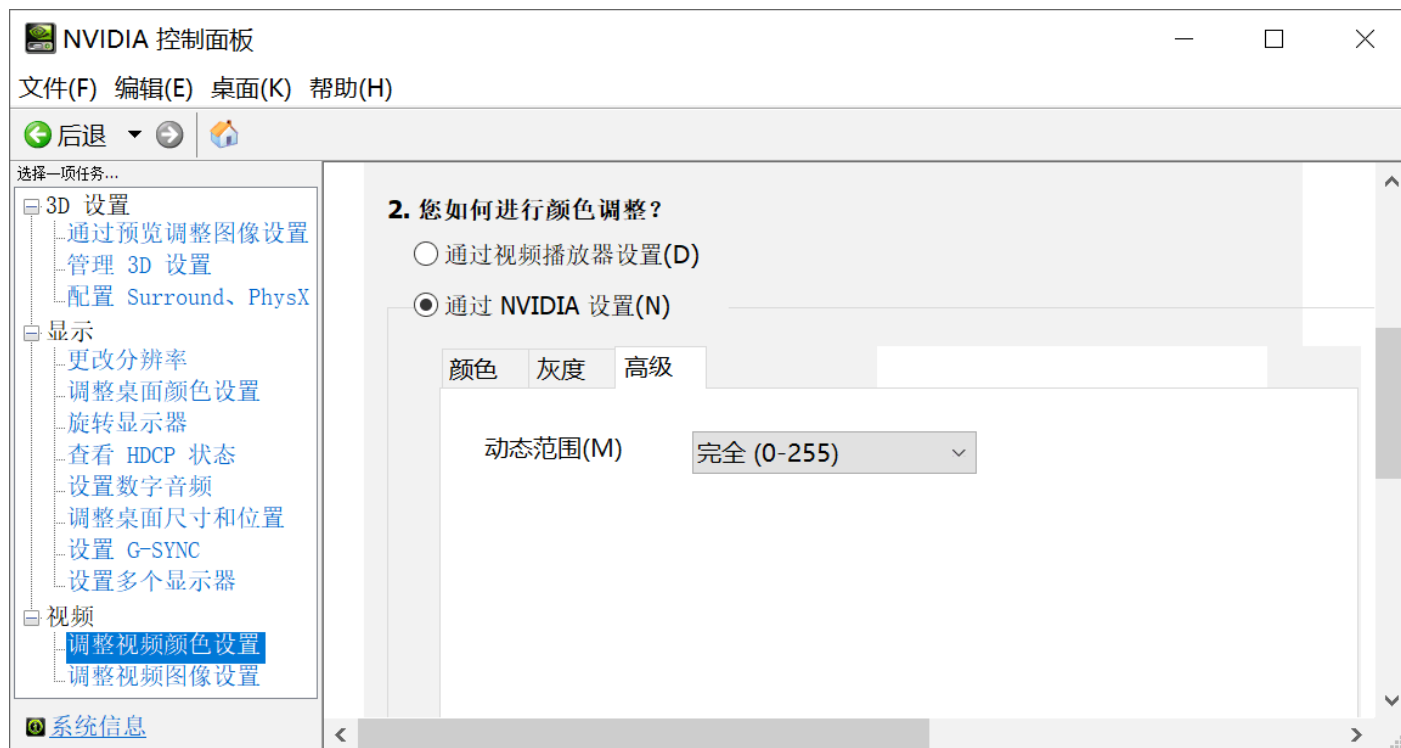 NVIDIA 控制面板
文件(F) 编辑(E) 桌面(K) 帮助(H)
后退
选择一项任务...
3D 设置
通过预览调整图像设置
管理 3D 设置
配置 Surround、PhysX
显示
更改分辨率
调整桌面颜色设置
旋转显示器
查看 HDCP 状态
设置数字音频
调整桌面尺寸和位置
设置 G-SYNC
设置多个显示器
视频
调整视频颜色设置
调整视频图像设置
系统信息
2. 您如何进行颜色调整?
通过视频播放器设置(D)
通过 NVIDIA 设置(N)
颜色 灰度 高级
动态范围(M) 完全 (0-255)